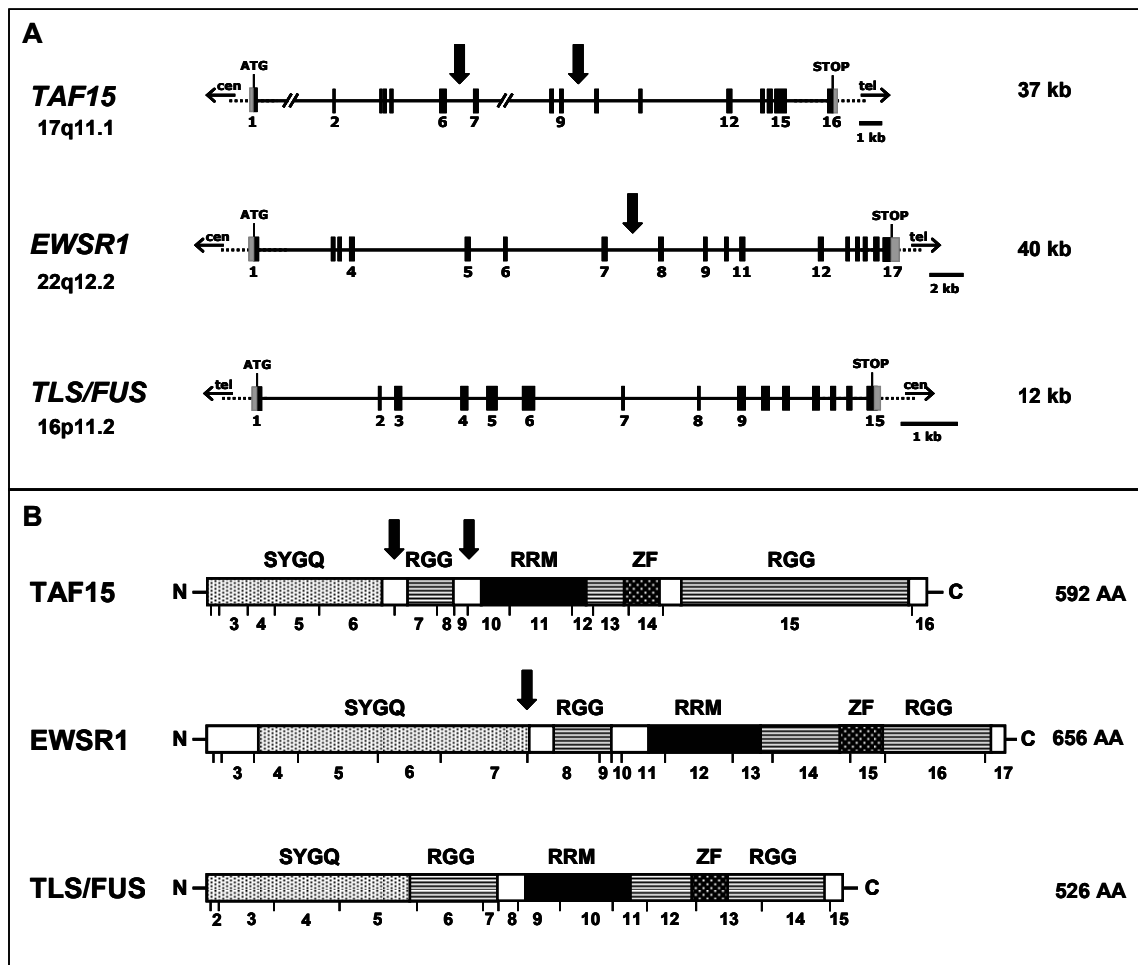 A
ATG STOP
cen tel
TAF15 37 kb
17q11.1
1 2 6 7 9 12 15 16
1 kb
ATG STOP
cen tel
EWSR1 40 kb
22q12.2
1 4 5 6 7 8 9 11 12 17
2 kb
ATG STOP
tel cen
TLS/FUS 12 kb
16p11.2
1 2 3 4 5 6 7 8 9 15
1 kb
B
SYGQ RGG RRM ZF RGG
TAF15 N C 592 AA
3 4 5 6 7 8 9 10 11 12 13 14 15 16
SYGQ RGG RRM ZF RGG
EWSR1 N C 656 AA
3 4 5 6 7 8 9 10 11 12 13 14 15 16 17
SYGQ RGG RRM ZF RGG
TLS/FUS N C 526 AA
2 3 4 5 6 7 8 9 10 11 12 13 14 15